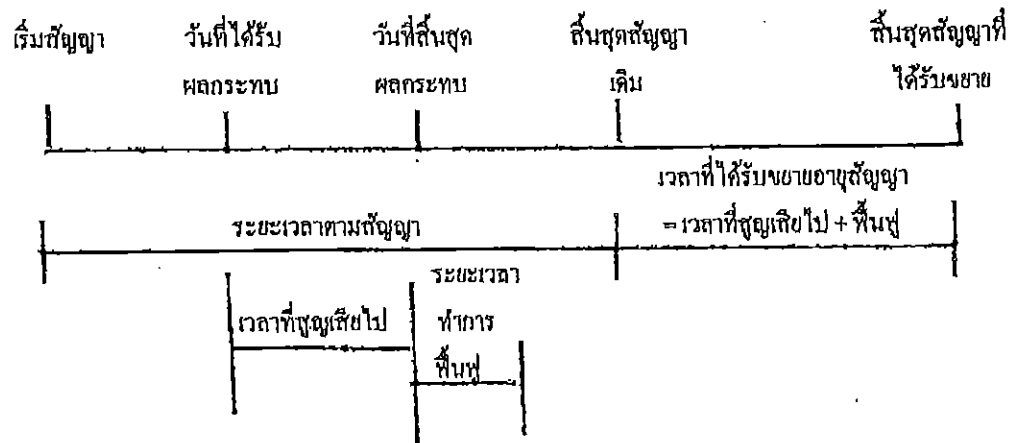 เริ่มสัญญา วันที่ได้รับ วันที่สิ้นสุด สิ้นสุดสัญญา สิ้นสุดสัญญาที่
ผลกระทบ ผลกระทบ เดิม ได้รับขยาย
เวลาที่ได้รับขยายอายุสัญญา
ระยะเวลาตามสัญญา =เวลาที่สูญเสียไป + ฟื้นฟู
ระยะเวลา
เวลาที่สูญเสียไป ทำการ
ฟื้นฟู